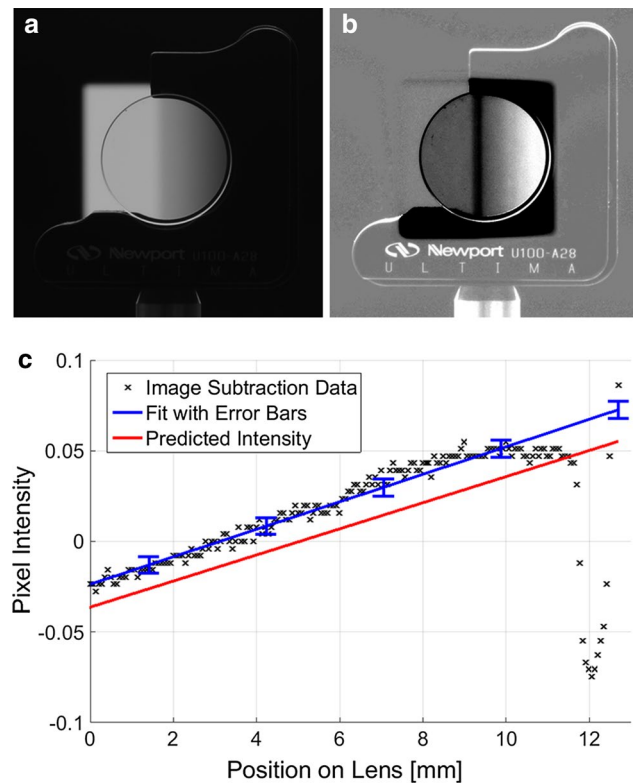 a
b
Newport U100-A28
U L T I M A
Newport U100-A28
U L T I M A
c
0.1
0.05
0
-0.05
-0.1
Pixel Intensity
Image Subtraction Data
Fit with Error Bars
Predicted Intensity
0 2 4 6 8 10 12
Position on Lens [mm]